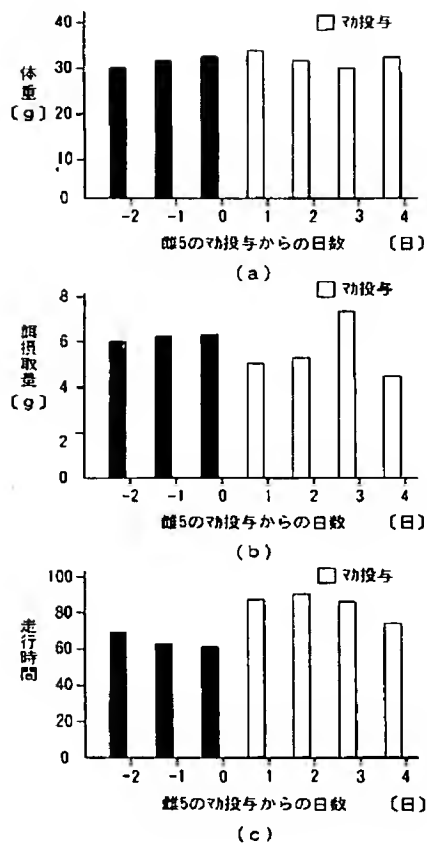 □ ﾏｶ投与
体重
〔g〕
40
30
20
10
0
-2 -1 0 1 2 3 4
雌5のﾏｶ投与からの日数 〔日〕
(a)
□ ﾏｶ投与
餌摂取量
〔g〕
8
6
4
2
0
-2 -1 0 1 2 3 4
雌5のﾏｶ投与からの日数 〔日〕
(b)
□ ﾏｶ投与
走行時間
100
80
60
40
20
0
-2 -1 0 1 2 3 4
雌5のﾏｶ投与からの日数 〔日〕
(c)